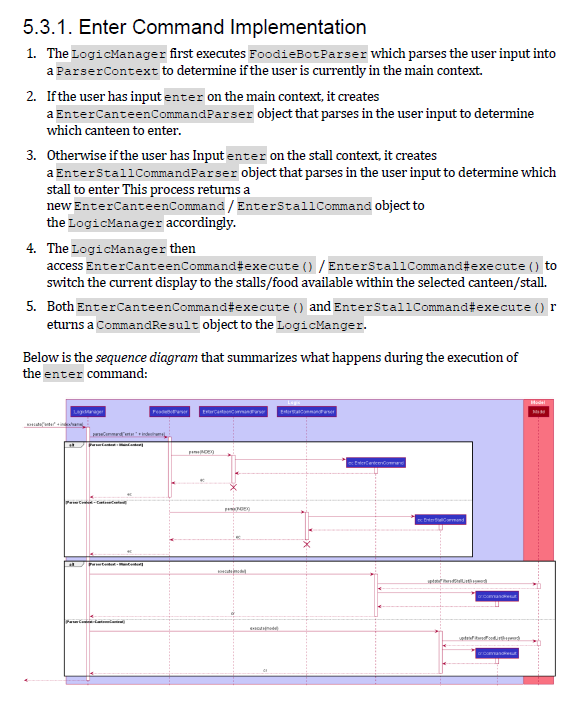 5.3.1. Enter Command Implementation
1. The LogicManager first executes FoodieBotParser which parses the user input into
a ParserContext to determine if the user is currently in the main context.
2. If the user has input enter on the main context, it creates
a EnterCanteenCommandParser object that parses in the user input to determine
which canteen to enter.
3. Otherwise if the user has Input enter on the stall context, it creates
a EnterStallCommandParser object that parses in the user input to determine which
stall to enter This process returns a
new EnterCanteenCommand / EnterStallCommand object to
the LogicManager accordingly.
4. The LogicManager then
access EnterCanteenCommand#execute() / EnterStallCommand#execute() to
switch the current display to the stalls/food available within the selected canteen/stall.
5. Both EnterCanteenCommand#execute() and EnterStallCommand#execute() r
eturns a CommandResult object to the LogicManger.
Below is the sequence diagram that summarizes what happens during the execution of
the enter command:
Logic
Model
LogicManager
FoodieBotParser
EnterCanteenCommandParser
EnterStallCommandParser
Model
execute("enter" + index/name)
parseCommand("enter " + index/name)
alt
[ParserContext = MainContext]
parse(INDEX)
ec: EnterCanteenCommand
ec
ec
[ParserContext = CanteenContext]
parse(INDEX)
ec: EnterStallCommand
ec
ec
alt
[ParserContext = MainContext]
execute(model)
updateFilteredStallList(keyword)
cr: CommandResult
cr
[ParserContext=CanteenContext]
execute(model)
updateFilteredFoodList(keyword)
cr: CommandResult